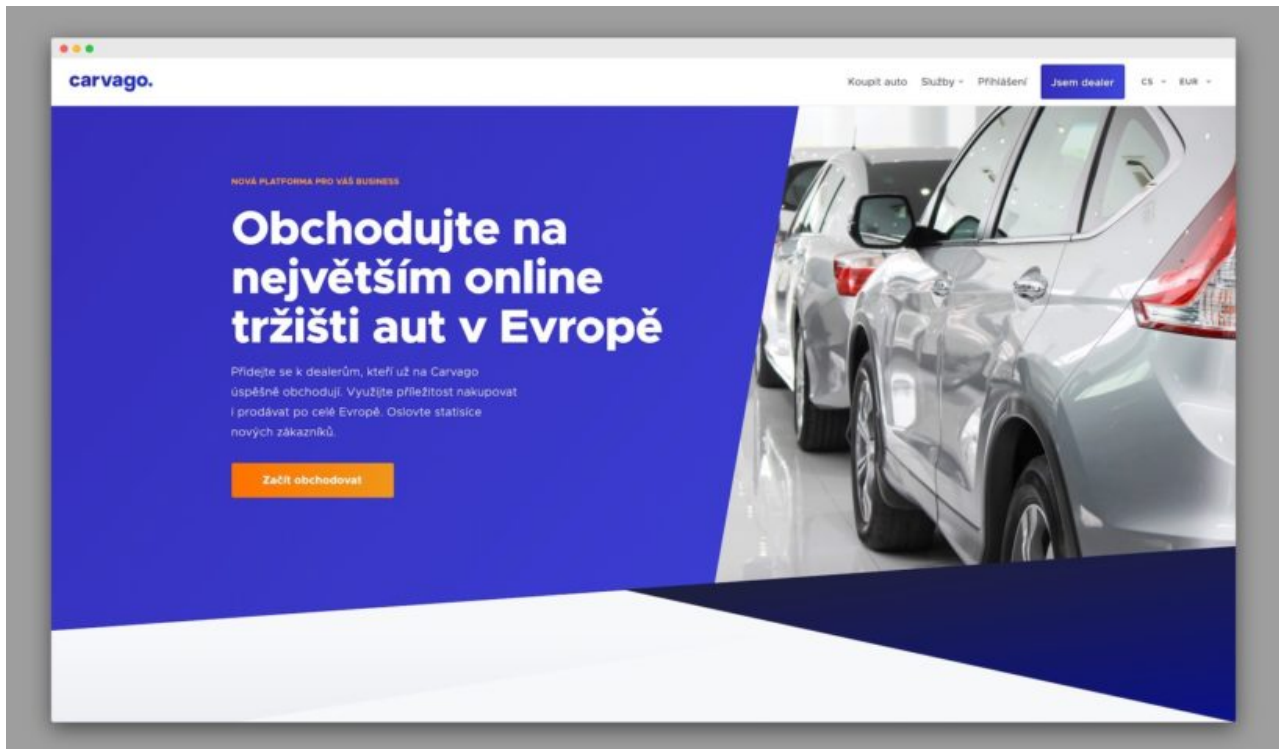 carvago.
Koupit auto Služby Přihlášení Jsem dealer CS EUR
NOVÁ PLATFORMA PRO VÁŠ BUSINESS
Obchodujte na
největším online
tržišti aut v Evropě
Přidejte se k dealerům, kteří už na Carvago
úspěšně obchodují. Využijte příležitost nakupovat
i prodávat po celé Evropě. Oslovte statisíce
nových zákazníků.
Začít obchodovat